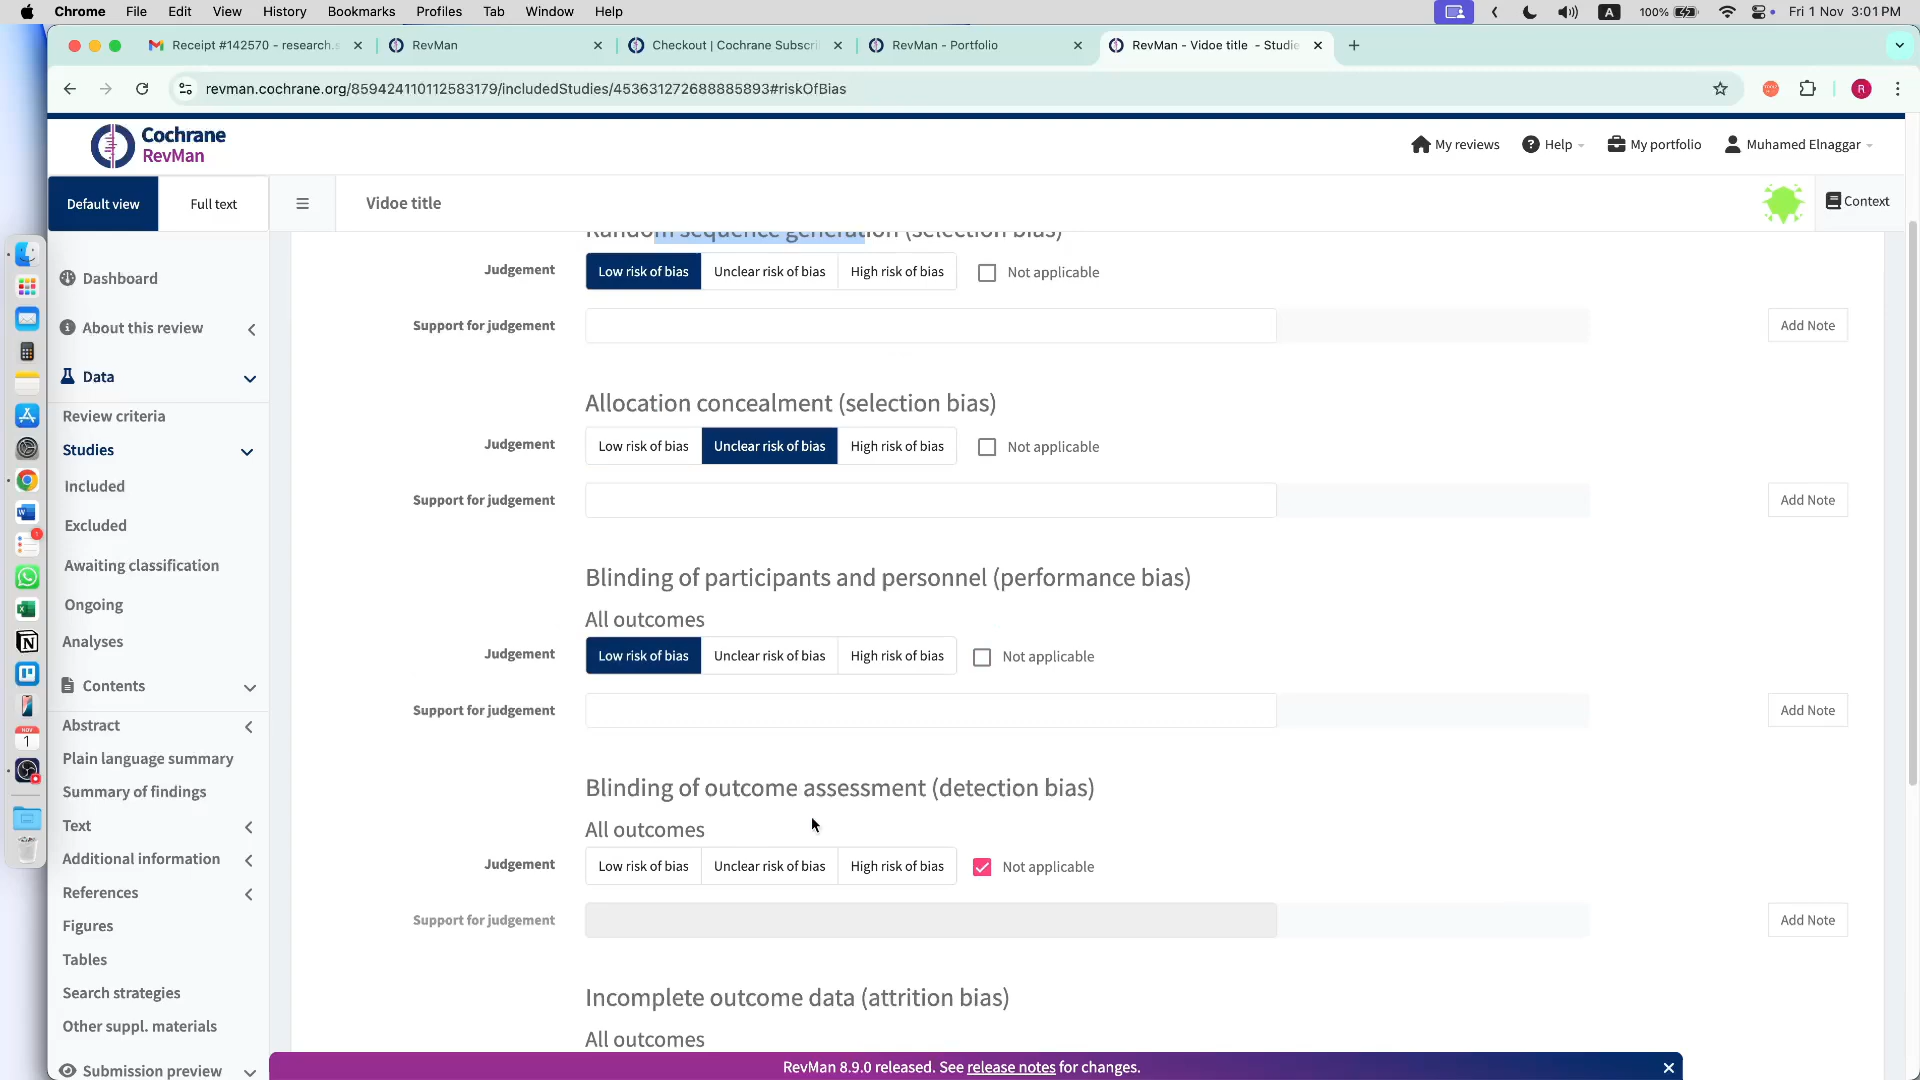 Chrome File Edit View History Bookmarks Profiles Tab Window Help
A 100% Fri 1 Nov 3:01 PM
Receipt #142570 - research.s
RevMan
Checkout | Cochrane Subscri
RevMan - Portfolio
RevMan - Vidoe title - Studie
revman.cochrane.org/859424110112583179/includedStudies/453631272688885893#riskOfBias
R
Cochrane
RevMan
My reviews
Help
My portfolio
Muhamed Elnaggar
Default view
Full text
Vidoe title
Context
Dashboard
About this review
Data
Review criteria
Studies
Included
Excluded
Awaiting classification
Ongoing
Analyses
Contents
Abstract
Plain language summary
Summary of findings
Text
Additional information
References
Figures
Tables
Search strategies
Other suppl. materials
Submission preview
NOV
1
Random sequence generation (selection bias)
Judgement
Low risk of bias Unclear risk of bias High risk of bias Not applicable
Support for judgement
Add Note
Allocation concealment (selection bias)
Judgement
Low risk of bias Unclear risk of bias High risk of bias Not applicable
Support for judgement
Add Note
Blinding of participants and personnel (performance bias)
All outcomes
Judgement
Low risk of bias Unclear risk of bias High risk of bias Not applicable
Support for judgement
Add Note
Blinding of outcome assessment (detection bias)
All outcomes
Judgement
Low risk of bias Unclear risk of bias High risk of bias Not applicable
Support for judgement
Add Note
Incomplete outcome data (attrition bias)
All outcomes
RevMan 8.9.0 released. See release notes for changes.